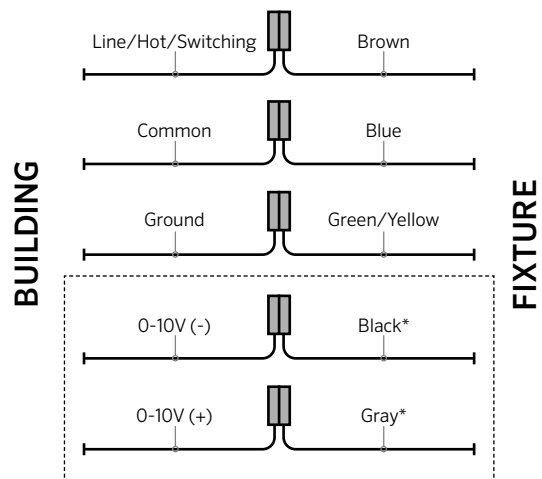 Line/Hot/Switching Brown
Common Blue
Ground Green/Yellow
BUILDING
FIXTURE
0-10V (-) Black*
0-10V (+) Gray*